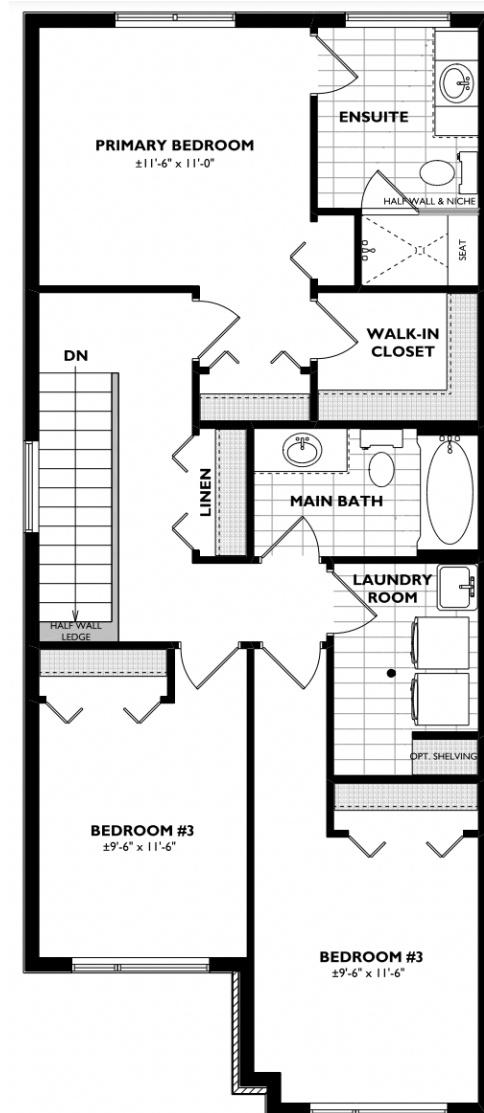 PRIMARY BEDROOM
±11'-6" x 11'-0"
ENSUITE
HALF WALL & NICHE
SEAT
WALK-IN
CLOSET
DN
LINEN
MAIN BATH
LAUNDRY
ROOM
HALF WALL
LEDGE
OPT. SHELVING
BEDROOM #3
±9'-6" x 11'-6"
BEDROOM #3
±9'-6" x 11'-6"